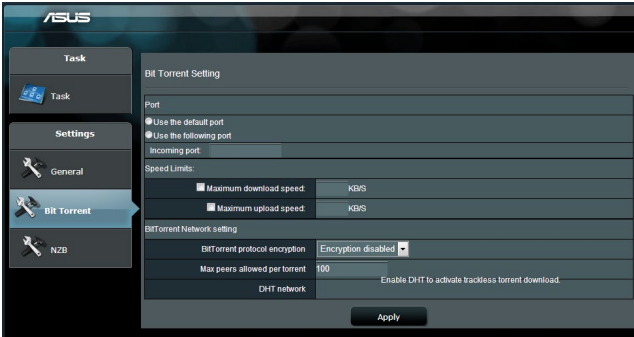 ASUS
Task
Task
Settings
General
Bit Torrent
NZB
Bit Torrent Setting
Port
Use the default port
Use the following port
Incoming port:
Speed Limits:
Maximum download speed: KB/S
Maximum upload speed: KB/S
BitTorrent Network setting
BitTorrent protocol encryption Encryption disabled
Max peers allowed per torrent 100
DHT network Enable DHT to activate trackless torrent download.
Apply